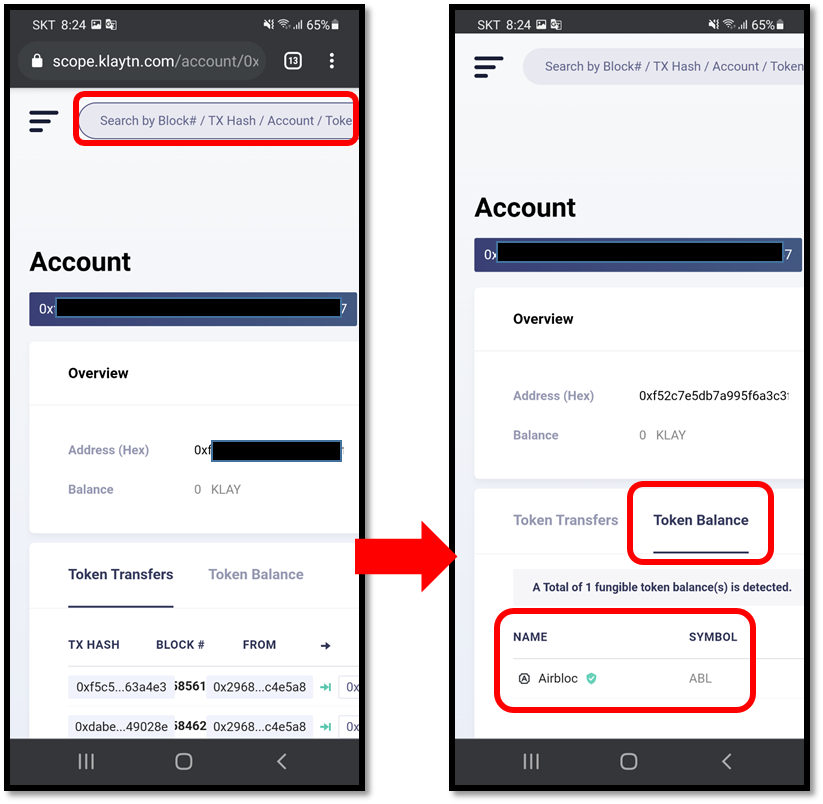 SKT 8:24 65%
scope.klaytn.com/account/0x
13
Search by Block# / TX Hash / Account / Toke
Account
0xf 7
Overview
Address (Hex) 0xf
Balance 0 KLAY
Token Transfers Token Balance
TX HASH BLOCK # FROM
0xf5c5...63a4e3 58561 0x2968...c4e5a8 0x
0xdabe...49028e 58462 0x2968...c4e5a8 0x
SKT 8:24 65%
Search by Block# / TX Hash / Account / Token
Account
0x 7
Overview
Address (Hex) 0xf52c7e5db7a995f6a3c3
Balance 0 KLAY
Token Transfers Token Balance
A Total of 1 fungible token balance(s) is detected.
NAME SYMBOL
Airbloc ABL